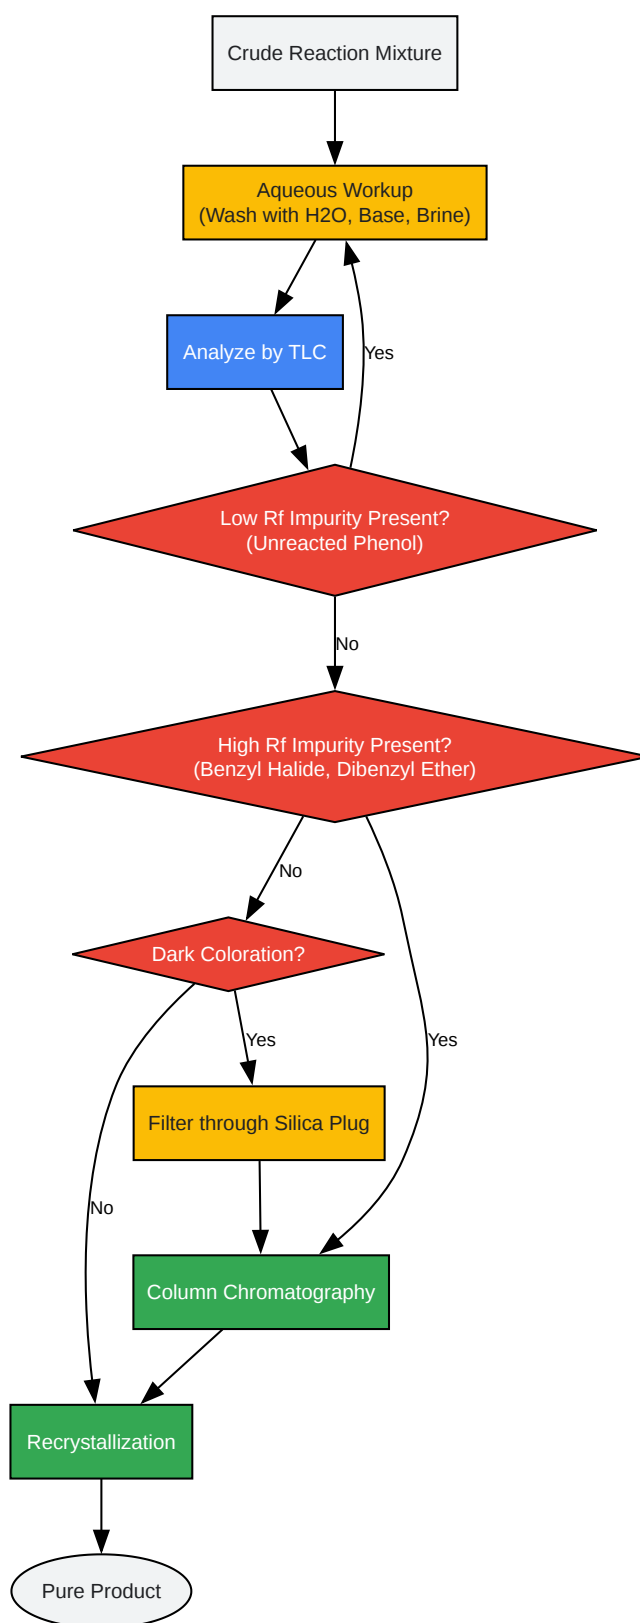 Crude Reaction Mixture
Aqueous Workup
(Wash with H2O, Base, Brine)
Analyze by TLC
Yes
Low Rf Impurity Present?
(Unreacted Phenol)
No
High Rf Impurity Present?
(Benzyl Halide, Dibenzyl Ether)
No
Dark Coloration?
Yes
Yes
Filter through Silica Plug
No
Column Chromatography
Recrystallization
Pure Product